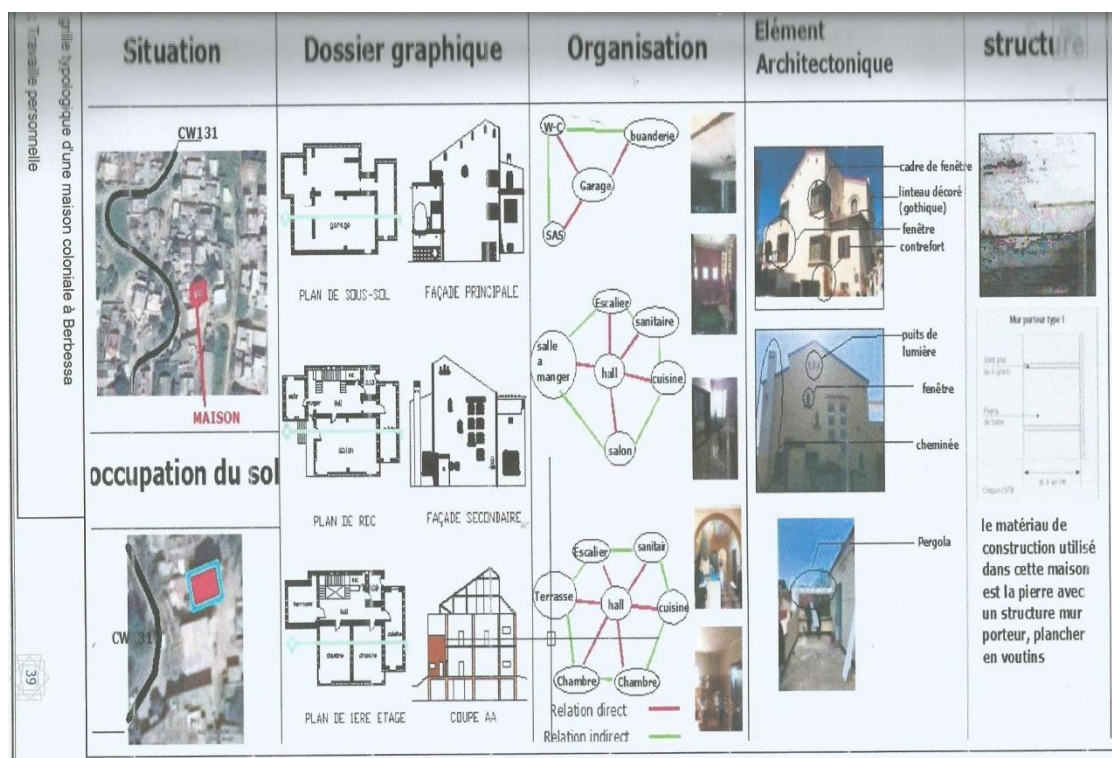 grille typologique d'une maison coloniale à Berbessa
: Travaille personnelle
39
Situation
CW131
MAISON
occupation du sol
CW 31
Dossier graphique
garage
PLAN DE SOUS-SOL
FAÇADE PRINCIPALE
hall
salon
PLAN DE RDC
FAÇADE SECONDAIRE
terrasse
hall
chambre
chambre
PLAN DE 1ERE ETAGE
COUPE AA
Organisation
W-C
buanderie
Garage
SAS
Escalier
sanitaire
salle
a
manger
hall
cuisine
salon
Escalier
sanitair
Terrasse
hall
cuisine
Chambre
Chambre
Relation direct
Relation indirect
Elément
Architectonique
cadre de fenêtre
linteau décoré
(gothique)
fenêtre
contrefort
puits de
lumière
fenêtre
cheminée
Pergola
structure
Mur porteur type 1
le matériau de
construction utilisé
dans cette maison
est la pierre avec
un structure mur
porteur, plancher
en voutins